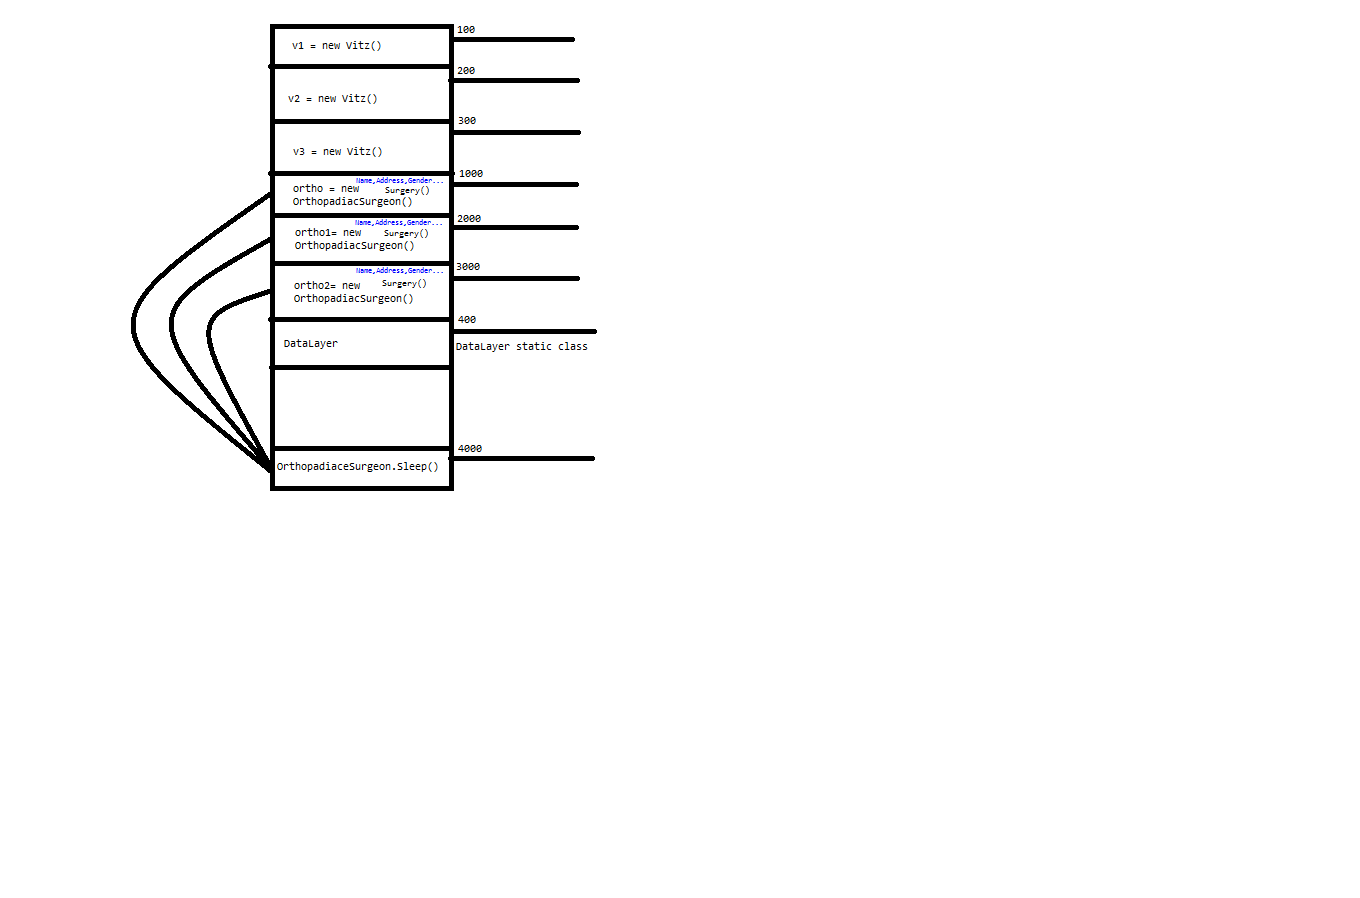 100
v1 = new Vitz()
200
v2 = new Vitz()
300
v3 = new Vitz()
1000
Name,Address,Gender...
ortho = new Surgery()
OrthopadiacSurgeon()
2000
Name,Address,Gender...
ortho1= new Surgery()
OrthopadiacSurgeon()
3000
Name,Address,Gender...
ortho2= new Surgery()
OrthopadiacSurgeon()
400
DataLayer
DataLayer static class
4000
OrthopadiaceSurgeon.Sleep()